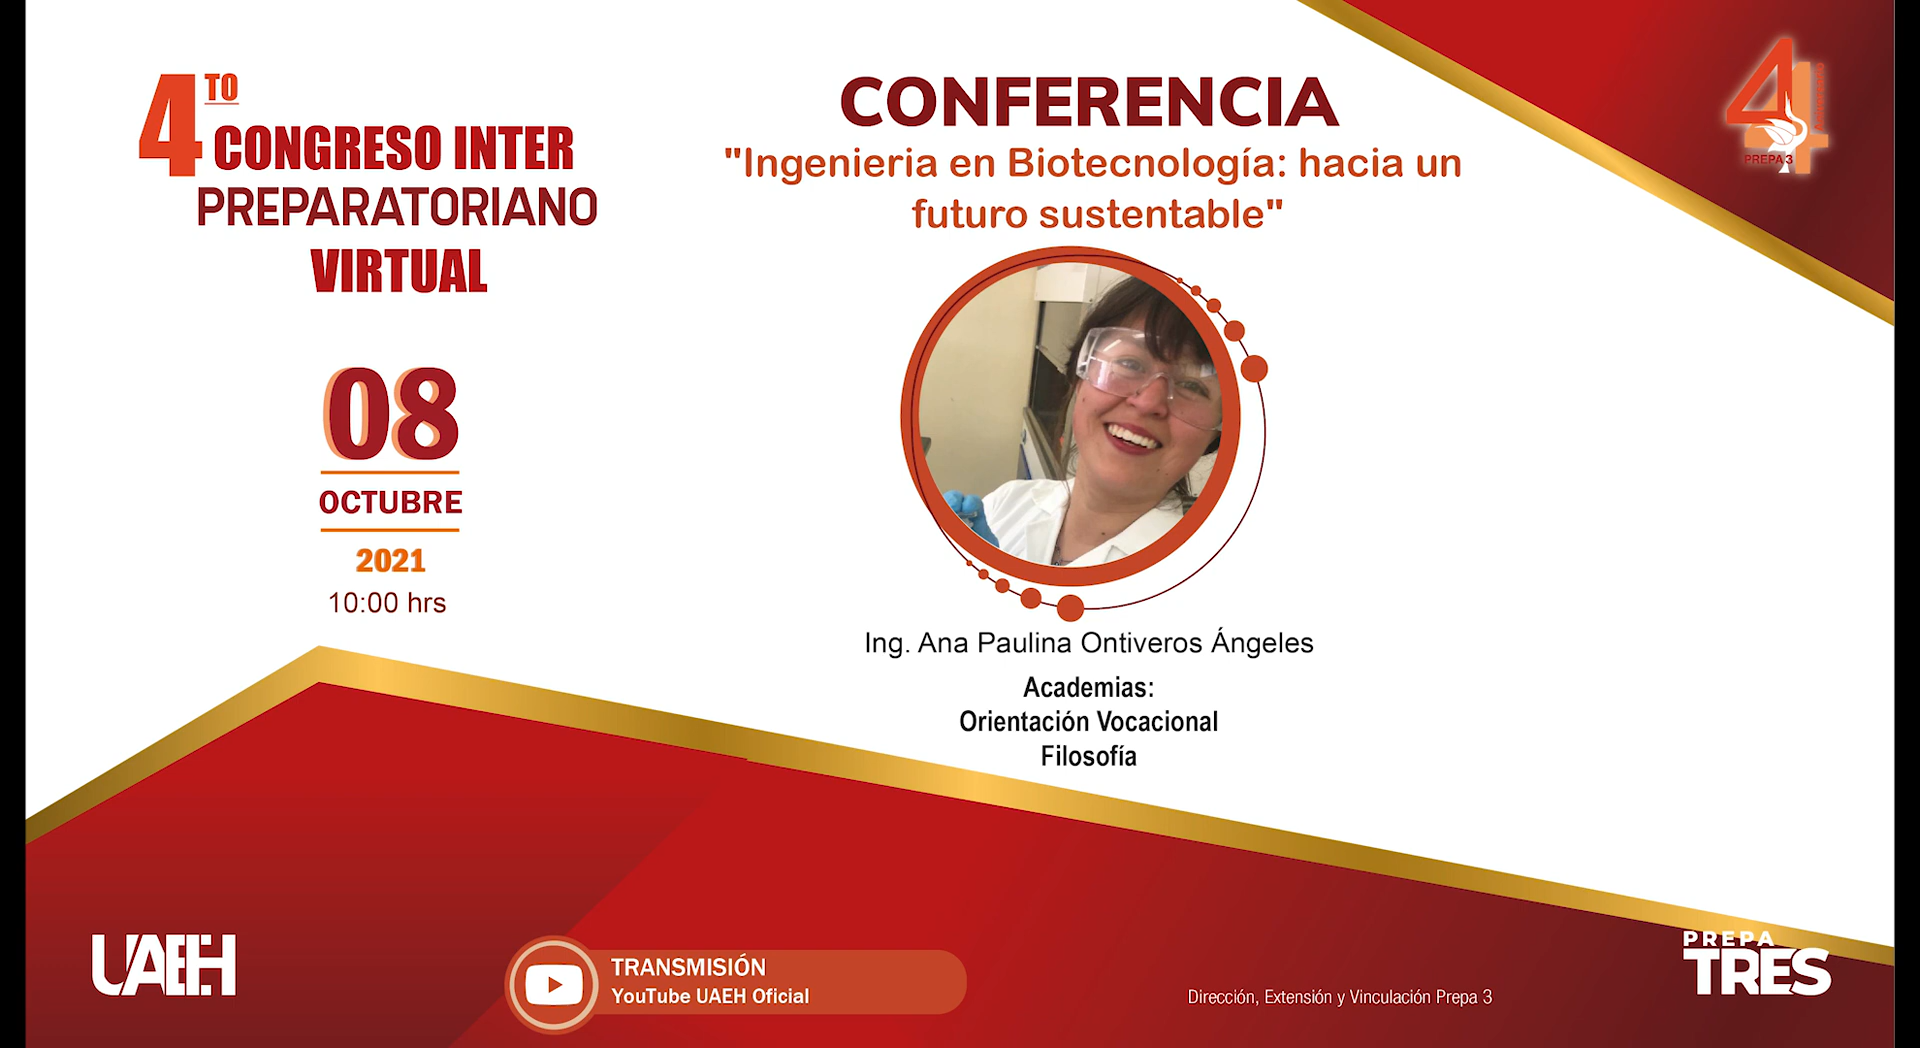 4TO
CONGRESO INTER
PREPARATORIANO
VIRTUAL
08
OCTUBRE
2021
10:00 hrs
CONFERENCIA
"Ingenieria en Biotecnología: hacia un
futuro sustentable"
Ing. Ana Paulina Ontiveros Ángeles
Academias:
Orientación Vocacional
Filosofía
4
PREPA 3
UAEH
TRANSMISIÓN
YouTube UAEH Oficial
Dirección, Extensión y Vinculación Prepa 3
PREPA
TRES